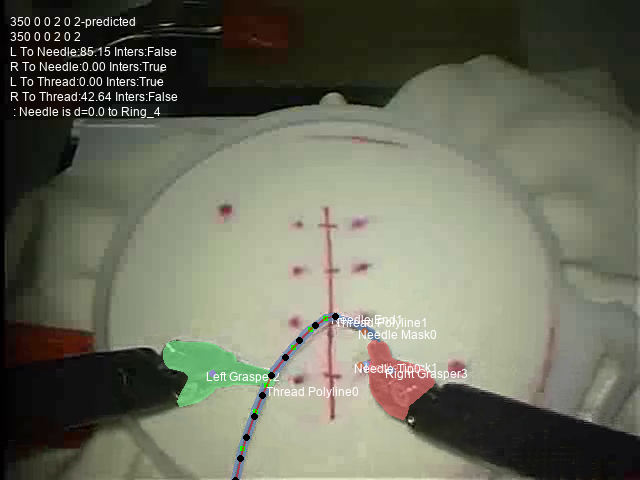 350 0 0 2 0 2-predicted
350 0 0 2 0 2
L To Needle:85.15 Inters:False
R To Needle:0.00 Inters:True
L To Thread:0.00 Inters:True
R To Thread:42.64 Inters:False
: Needle is d=0.0 to Ring_4
Needle End1
Thread Polyline1
Needle Mask0
Needle Tip0 k1
Right Grasper3
Left Grasper2
Thread Polyline0